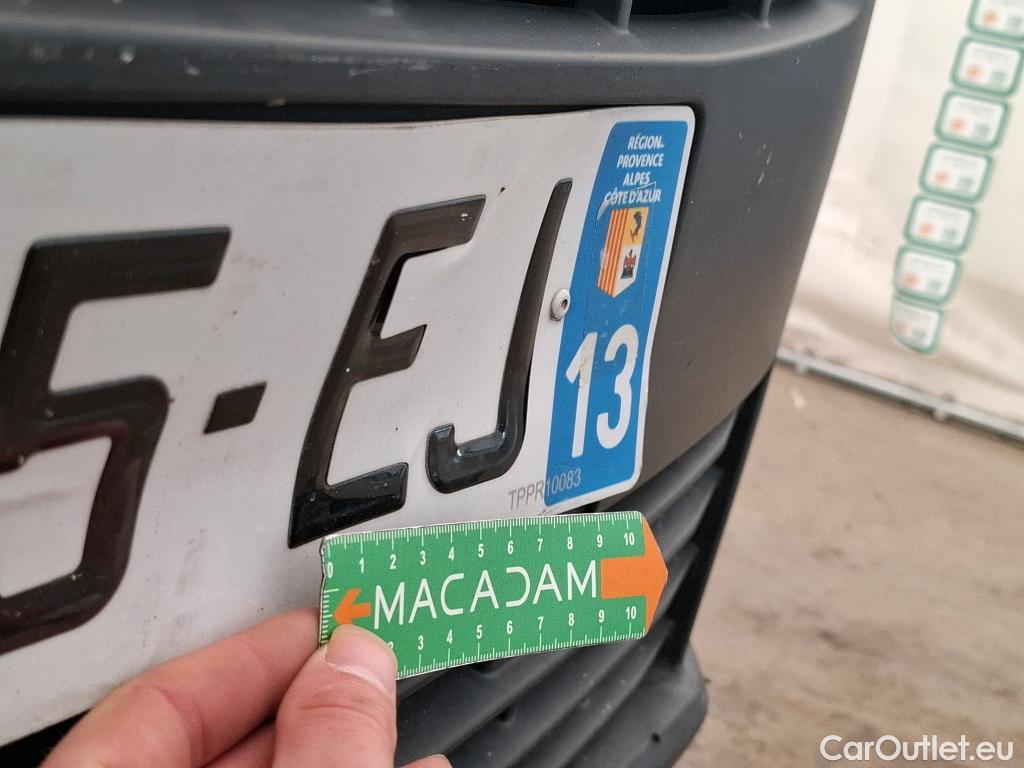 RÉGION
PROVENCE
ALPES
CÔTE D'AZUR
5-EJ
13
TPPR10083
0 1 2 3 4 5 6 7 8 9 10
MACADAM
2 3 4 5 6 7 8 9 10
CarOutlet.eu